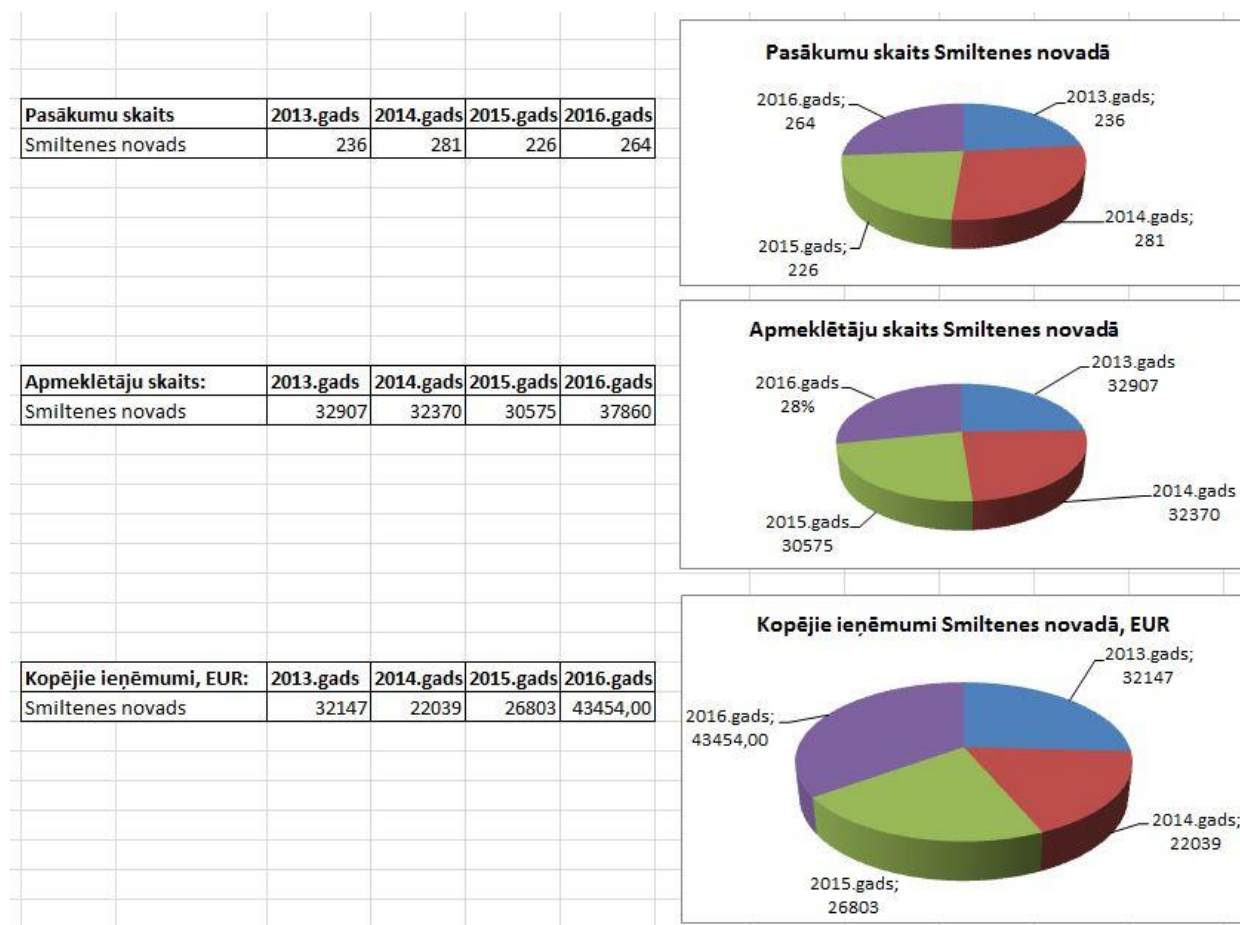 Pasākumu skaits 2013.gads 2014.gads 2015.gads 2016.gads
Smiltenes novads 236 281 226 264
Pasākumu skaits Smiltenes novadā
2016.gads;
264
2013.gads;
236
2014.gads;
281
2015.gads;
226
Apmeklētāju skaits: 2013.gads 2014.gads 2015.gads 2016.gads
Smiltenes novads 32907 32370 30575 37860
Apmeklētāju skaits Smiltenes novadā
2016.gads
28%
2013.gads
32907
2014.gads
32370
2015.gads
30575
Kopējie ieņēmumi, EUR: 2013.gads 2014.gads 2015.gads 2016.gads
Smiltenes novads 32147 22039 26803 43454,00
Kopējie ieņēmumi Smiltenes novadā, EUR
2013.gads;
32147
2016.gads;
43454,00
2014.gads;
22039
2015.gads;
26803